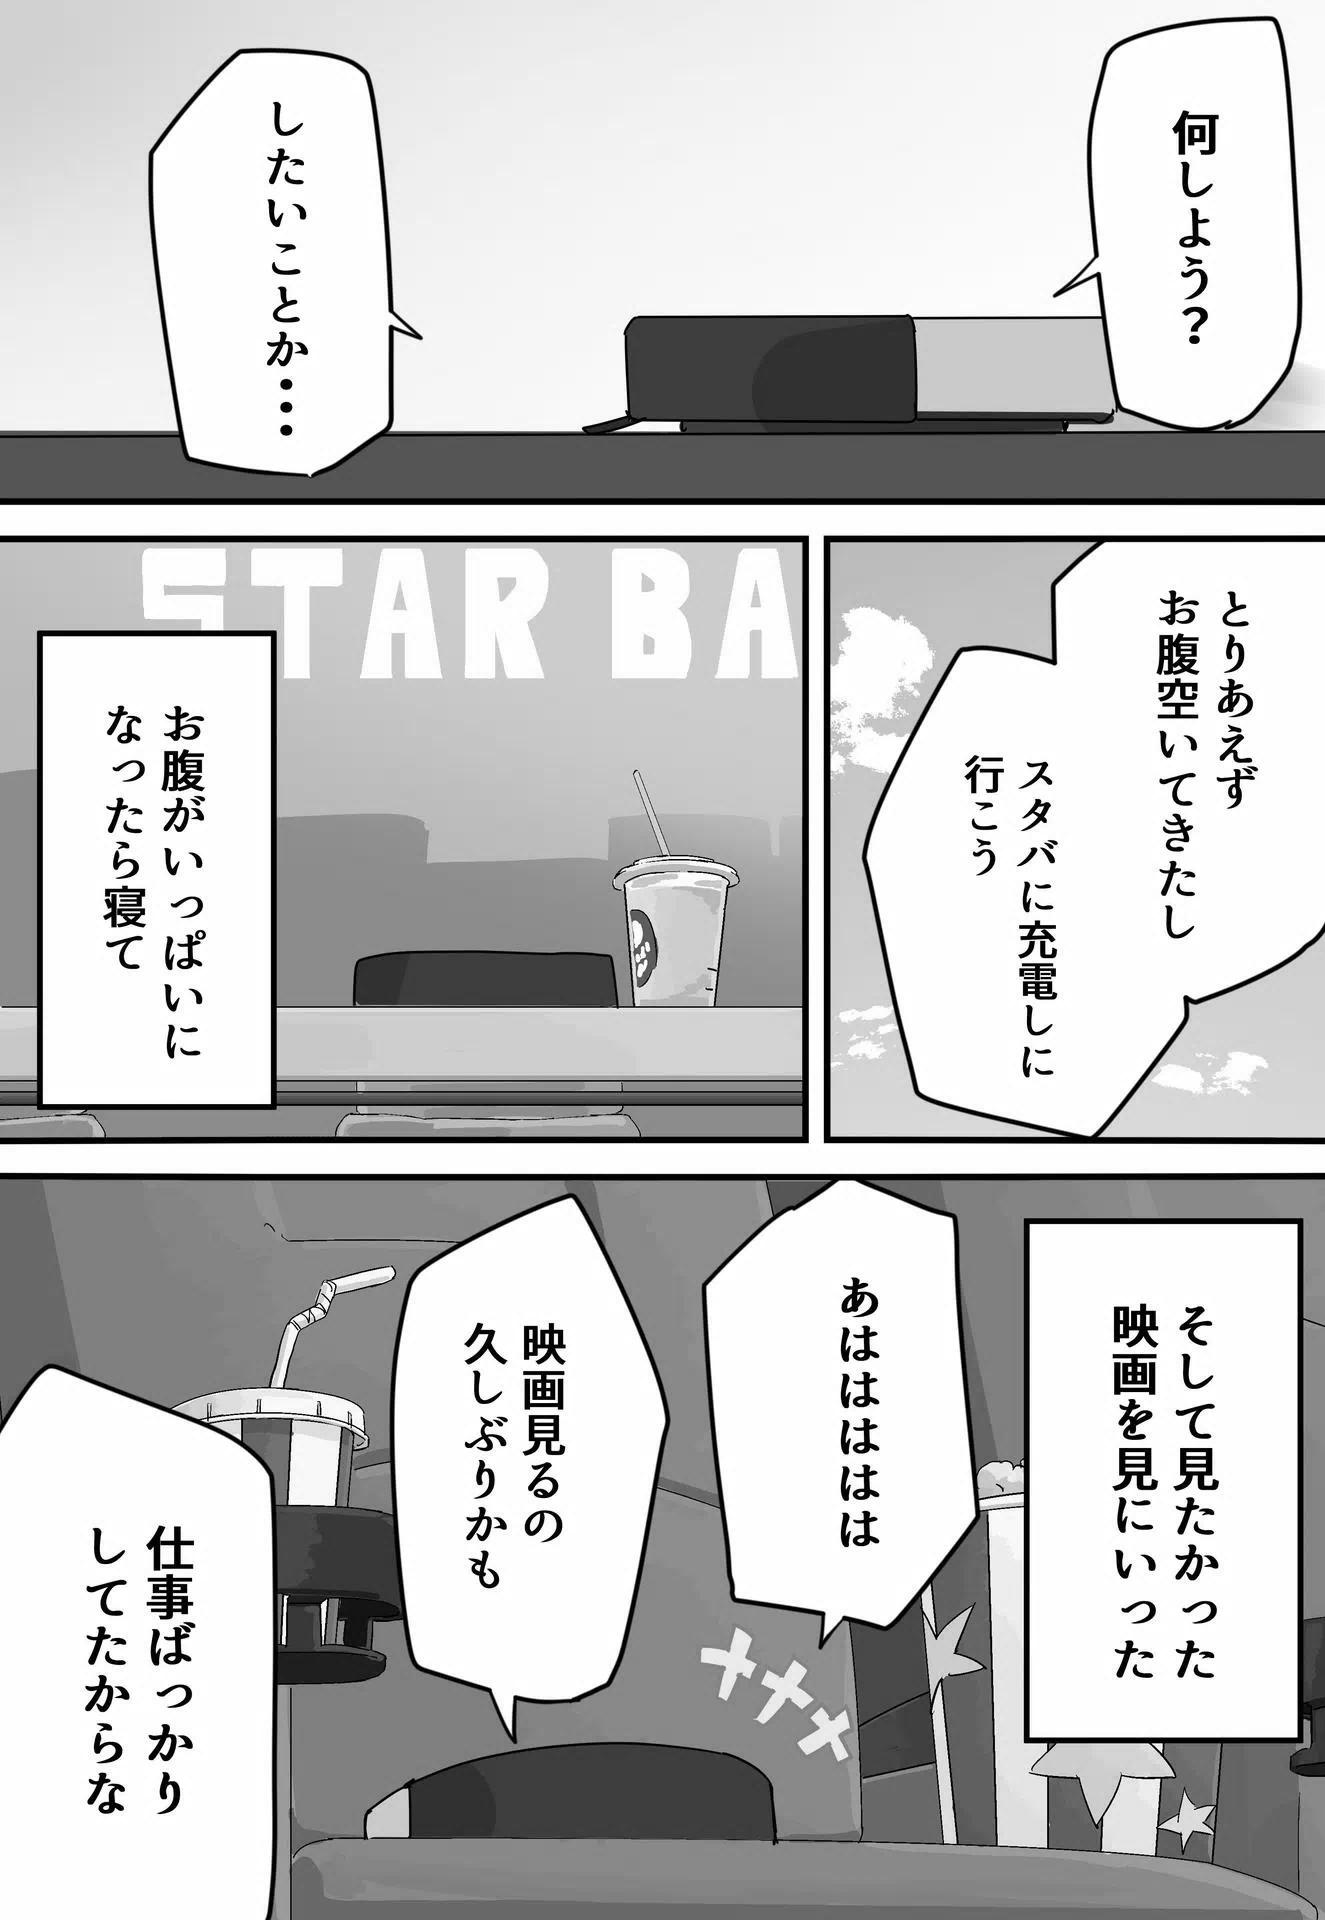 何しよう?
したいことか・・・
とりあえず
お腹空いてきたし
スタバに充電しに
行こう
STAR BA
お腹がいっぱいに
なったら寝て
そして見たかった
映画を見にいった
あはははははは
映画見るの
久しぶりかも
仕事ばっかり
してたからな